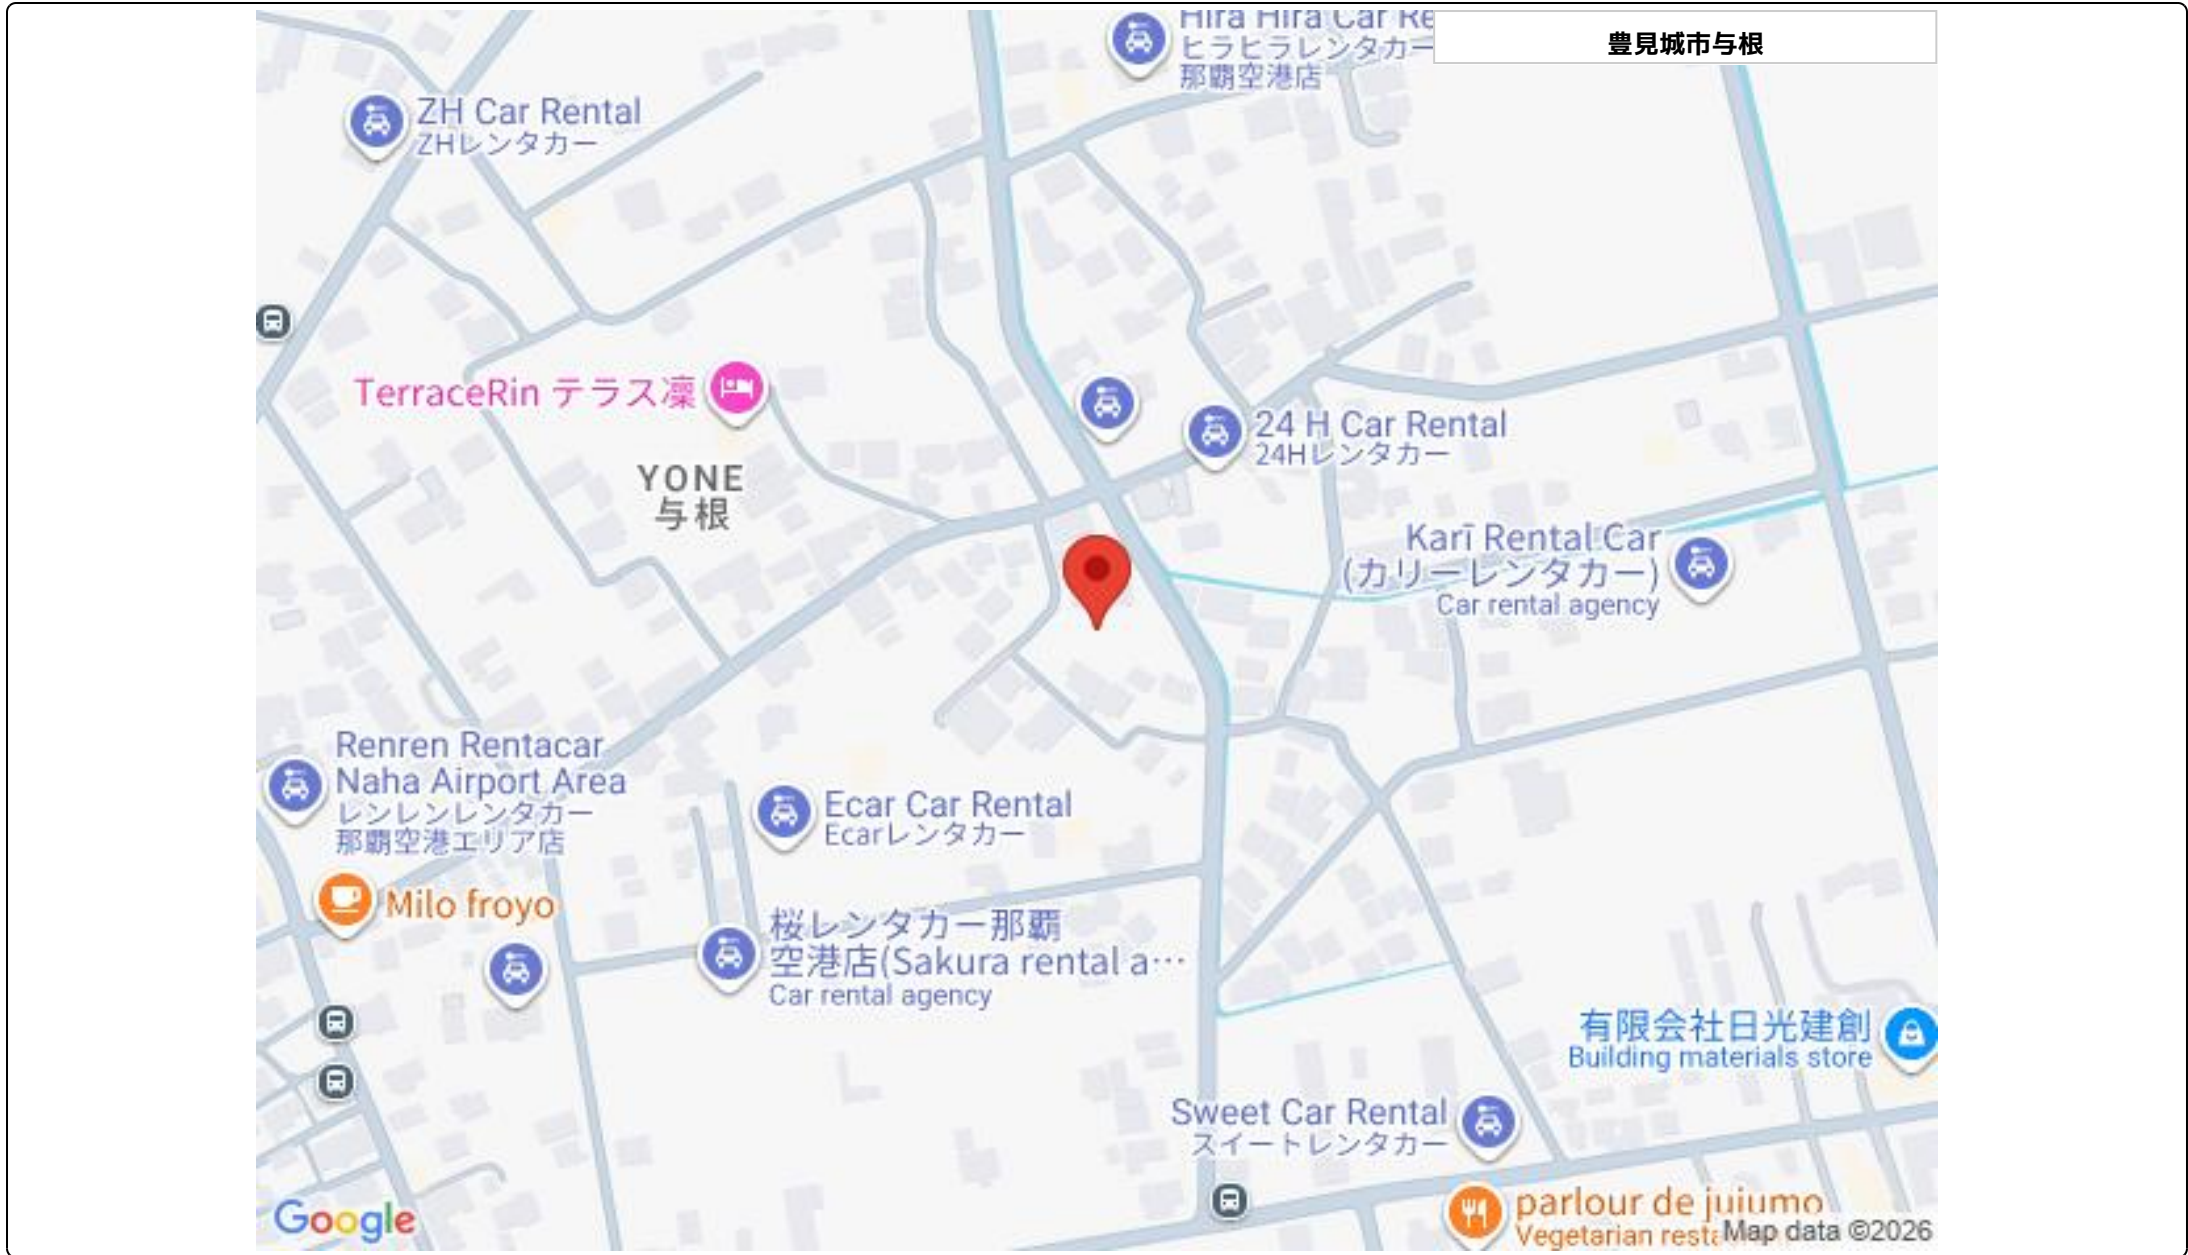 Hira Hira Car Re
ヒラヒラレンタカー
那覇空港店
豊見城市与根
ZH Car Rental
ZHレンタカー
TerraceRin テラス凜
24 H Car Rental
24Hレンタカー
YONE
与根
Karī Rental Car
(カリーレンタカー)
Car rental agency
Renren Rentacar
Naha Airport Area
レンレンレンタカー
那覇空港エリア店
Ecar Car Rental
Ecarレンタカー
Milo froyo
桜レンタカー那覇
空港店(Sakura rental a…
Car rental agency
有限会社日光建創
Building materials store
Sweet Car Rental
スイートレンタカー
parlour de jujumo
Vegetarian resta
Google
Map data ©2026